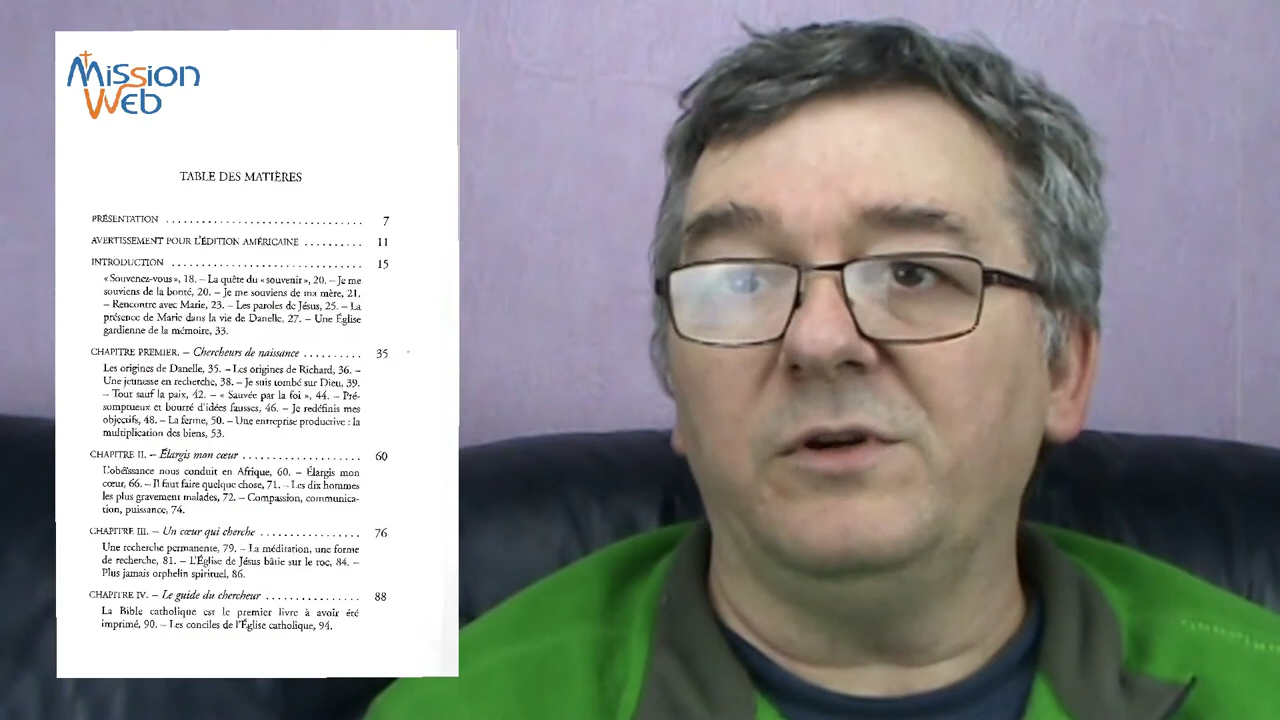 Mission
Web
TABLE DES MATIÈRES
PRÉSENTATION .................................. 7
AVERTISSEMENT POUR L'ÉDITION AMÉRICAINE .......... 11
INTRODUCTION .................................. 15
« Souvenez-vous », 18. – La quête du « souvenir », 20. – Je me
souviens de la bonté, 20. – Je me souviens de ma mère, 21.
– Rencontre avec Marie, 23. – Les paroles de Jésus, 25. – La
présence de Marie dans la vie de Danelle, 27. – Une Église
gardienne de la mémoire, 33.
CHAPITRE PREMIER. – Chercheurs de naissance .......... 35
Les origines de Danelle, 35. – Les origines de Richard, 36. –
Une jeunesse en recherche, 38. – Je suis tombé sur Dieu, 39.
– Tout sauf la paix, 42. – « Sauvée par la foi », 44. – Pré-
somptueux et bourré d'idées fausses, 46. – Je redéfinis mes
objectifs, 48. – La ferme, 50. – Une entreprise productive : la
multiplication des biens, 53.
CHAPITRE II. – Élargis mon cœur .................... 60
L'obéissance nous conduit en Afrique, 60. – Élargis mon
cœur, 66. – Il faut faire quelque chose, 71. – Les dix hommes
les plus gravement malades, 72. – Compassion, communica-
tion, puissance, 74.
CHAPITRE III. – Un cœur qui cherche ................. 76
Une recherche permanente, 79. – La méditation, une forme
de recherche, 81. – L'Église de Jésus bâtie sur le roc, 84. –
Plus jamais orphelin spirituel, 86.
CHAPITRE IV. – Le guide du chercheur ................ 88
La Bible catholique est le premier livre à avoir été
imprimé, 90. – Les conciles de l'Église catholique, 94.